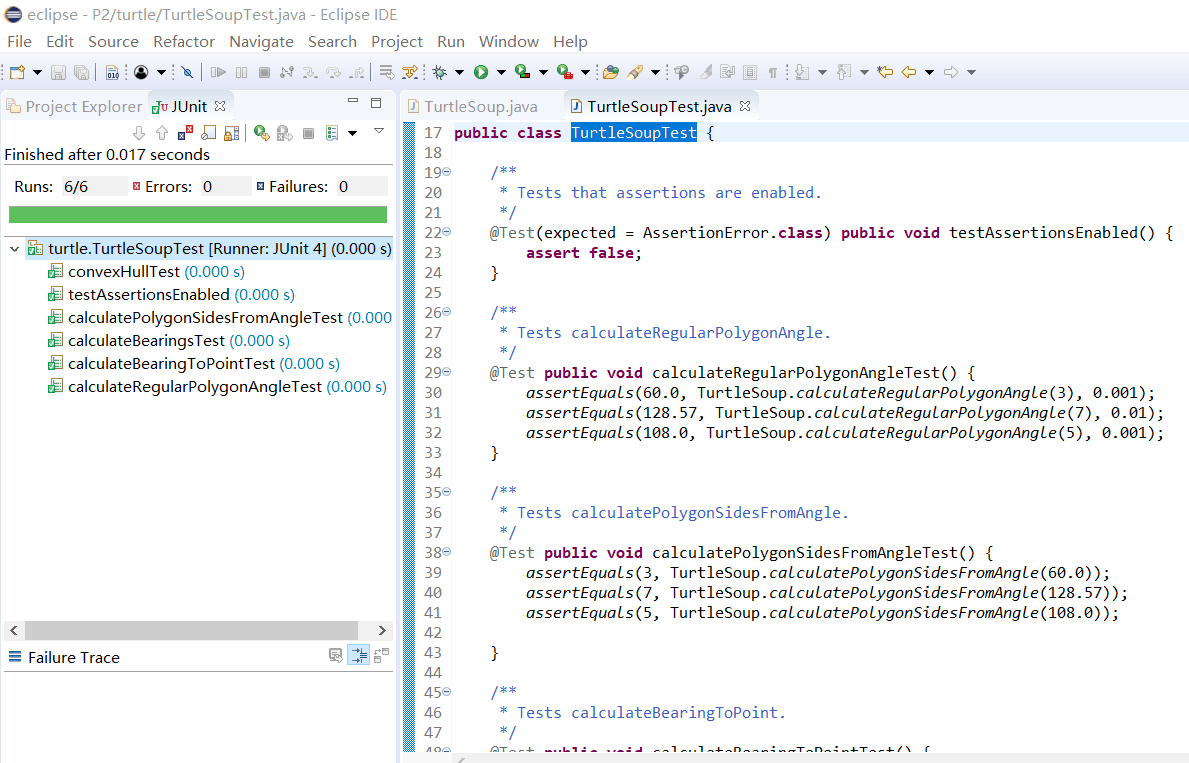 eclipse - P2/turtle/TurtleSoupTest.java - Eclipse IDE
File Edit Source Refactor Navigate Search Project Run Window Help
Project Explorer JUnit
Finished after 0.017 seconds
Runs: 6/6 Errors: 0 Failures: 0
turtle.TurtleSoupTest [Runner: JUnit 4] (0.000 s)
convexHullTest (0.000 s)
testAssertionsEnabled (0.000 s)
calculatePolygonSidesFromAngleTest (0.000
calculateBearingsTest (0.000 s)
calculateBearingToPointTest (0.000 s)
calculateRegularPolygonAngleTest (0.000 s)
Failure Trace
TurtleSoup.java TurtleSoupTest.java
17 public class TurtleSoupTest {
18
19 /**
20 * Tests that assertions are enabled.
21 */
22 @Test(expected = AssertionError.class) public void testAssertionsEnabled() {
23 assert false;
24 }
25
26 /**
27 * Tests calculateRegularPolygonAngle.
28 */
29 @Test public void calculateRegularPolygonAngleTest() {
30 assertEquals(60.0, TurtleSoup.calculateRegularPolygonAngle(3), 0.001);
31 assertEquals(128.57, TurtleSoup.calculateRegularPolygonAngle(7), 0.01);
32 assertEquals(108.0, TurtleSoup.calculateRegularPolygonAngle(5), 0.001);
33 }
34
35 /**
36 * Tests calculatePolygonSidesFromAngle.
37 */
38 @Test public void calculatePolygonSidesFromAngleTest() {
39 assertEquals(3, TurtleSoup.calculatePolygonSidesFromAngle(60.0));
40 assertEquals(7, TurtleSoup.calculatePolygonSidesFromAngle(128.57));
41 assertEquals(5, TurtleSoup.calculatePolygonSidesFromAngle(108.0));
42
43 }
44
45 /**
46 * Tests calculateBearingToPoint.
47 */
48 @Test public void calculateBearingToPointTest() {